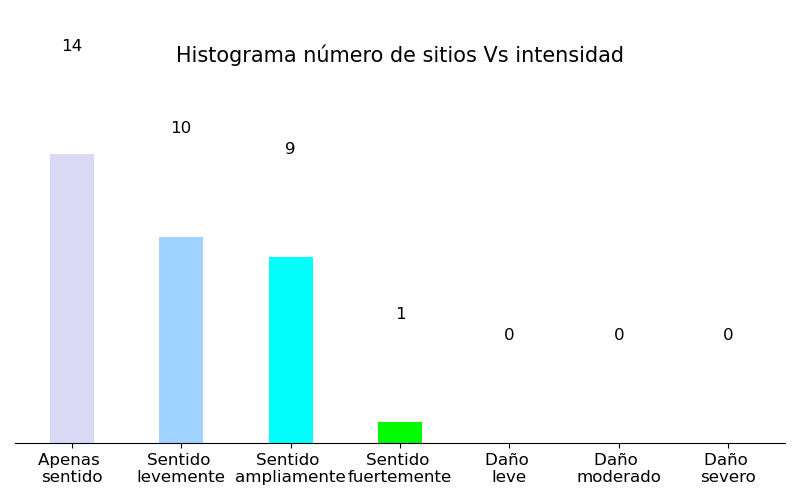 Histograma número de sitios Vs intensidad
14
10
9
1
0
0
0
Apenas
sentido
Sentido
levemente
Sentido
ampliamente
Sentido
fuertemente
Daño
leve
Daño
moderado
Daño
severo